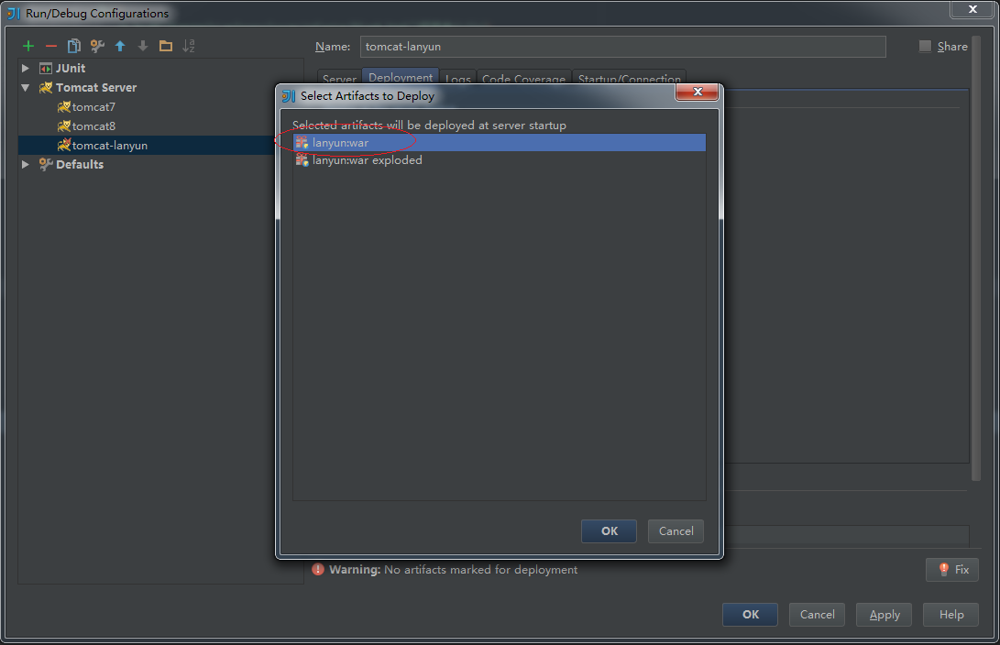 Run/Debug Configurations
Name: tomcat-lanyun Share
JUnit
Tomcat Server
tomcat7
tomcat8
tomcat-lanyun
Defaults
Server Deployment Logs Code Coverage Startup/Connection
Select Artifacts to Deploy
Selected artifacts will be deployed at server startup
lanyun:war
lanyun:war exploded
OK Cancel
Warning: No artifacts marked for deployment Fix
OK Cancel Apply Help